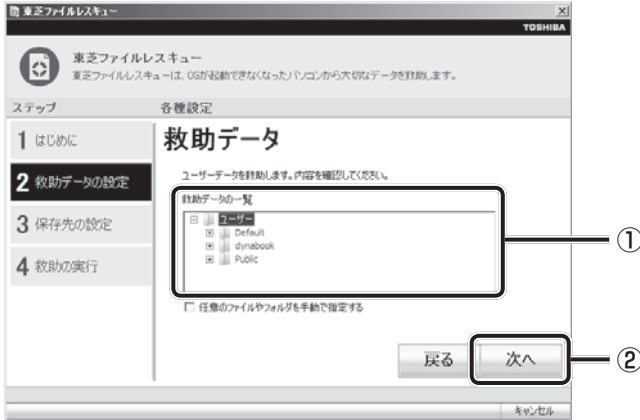 東芝ファイルレスキュー
TOSHIBA
東芝ファイルレスキュー
東芝ファイルレスキューは、OSが起動できなくなったパソコンから大切なデータを救助します。
ステップ 各種設定
1 はじめに
2 救助データの設定
3 保存先の設定
4 救助の実行
救助データ
ユーザーデータを救助します。内容を確認してください。
救助データの一覧
ユーザー
Default
dynabook
Public
①
任意のファイルやフォルダを手動で指定する
戻る 次へ
②
キャンセル